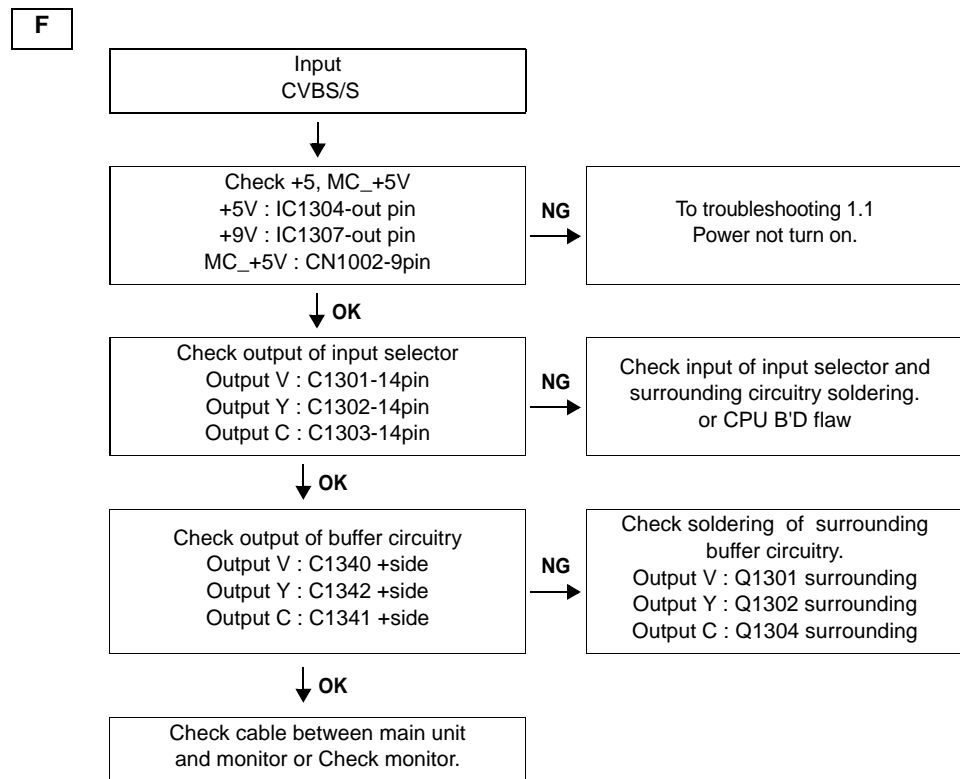 F
Input
CVBS/S
Check +5, MC_+5V
+5V : IC1304-out pin
+9V : IC1307-out pin
MC_+5V : CN1002-9pin
NG
To troubleshooting 1.1
Power not turn on.
OK
Check output of input selector
Output V : C1301-14pin
Output Y : C1302-14pin
Output C : C1303-14pin
NG
Check input of input selector and
surrounding circuitry soldering.
or CPU B'D flaw
OK
Check output of buffer circuitry
Output V : C1340 +side
Output Y : C1342 +side
Output C : C1341 +side
NG
Check soldering of surrounding
buffer circuitry.
Output V : Q1301 surrounding
Output Y : Q1302 surrounding
Output C : Q1304 surrounding
OK
Check cable between main unit
and monitor or Check monitor.